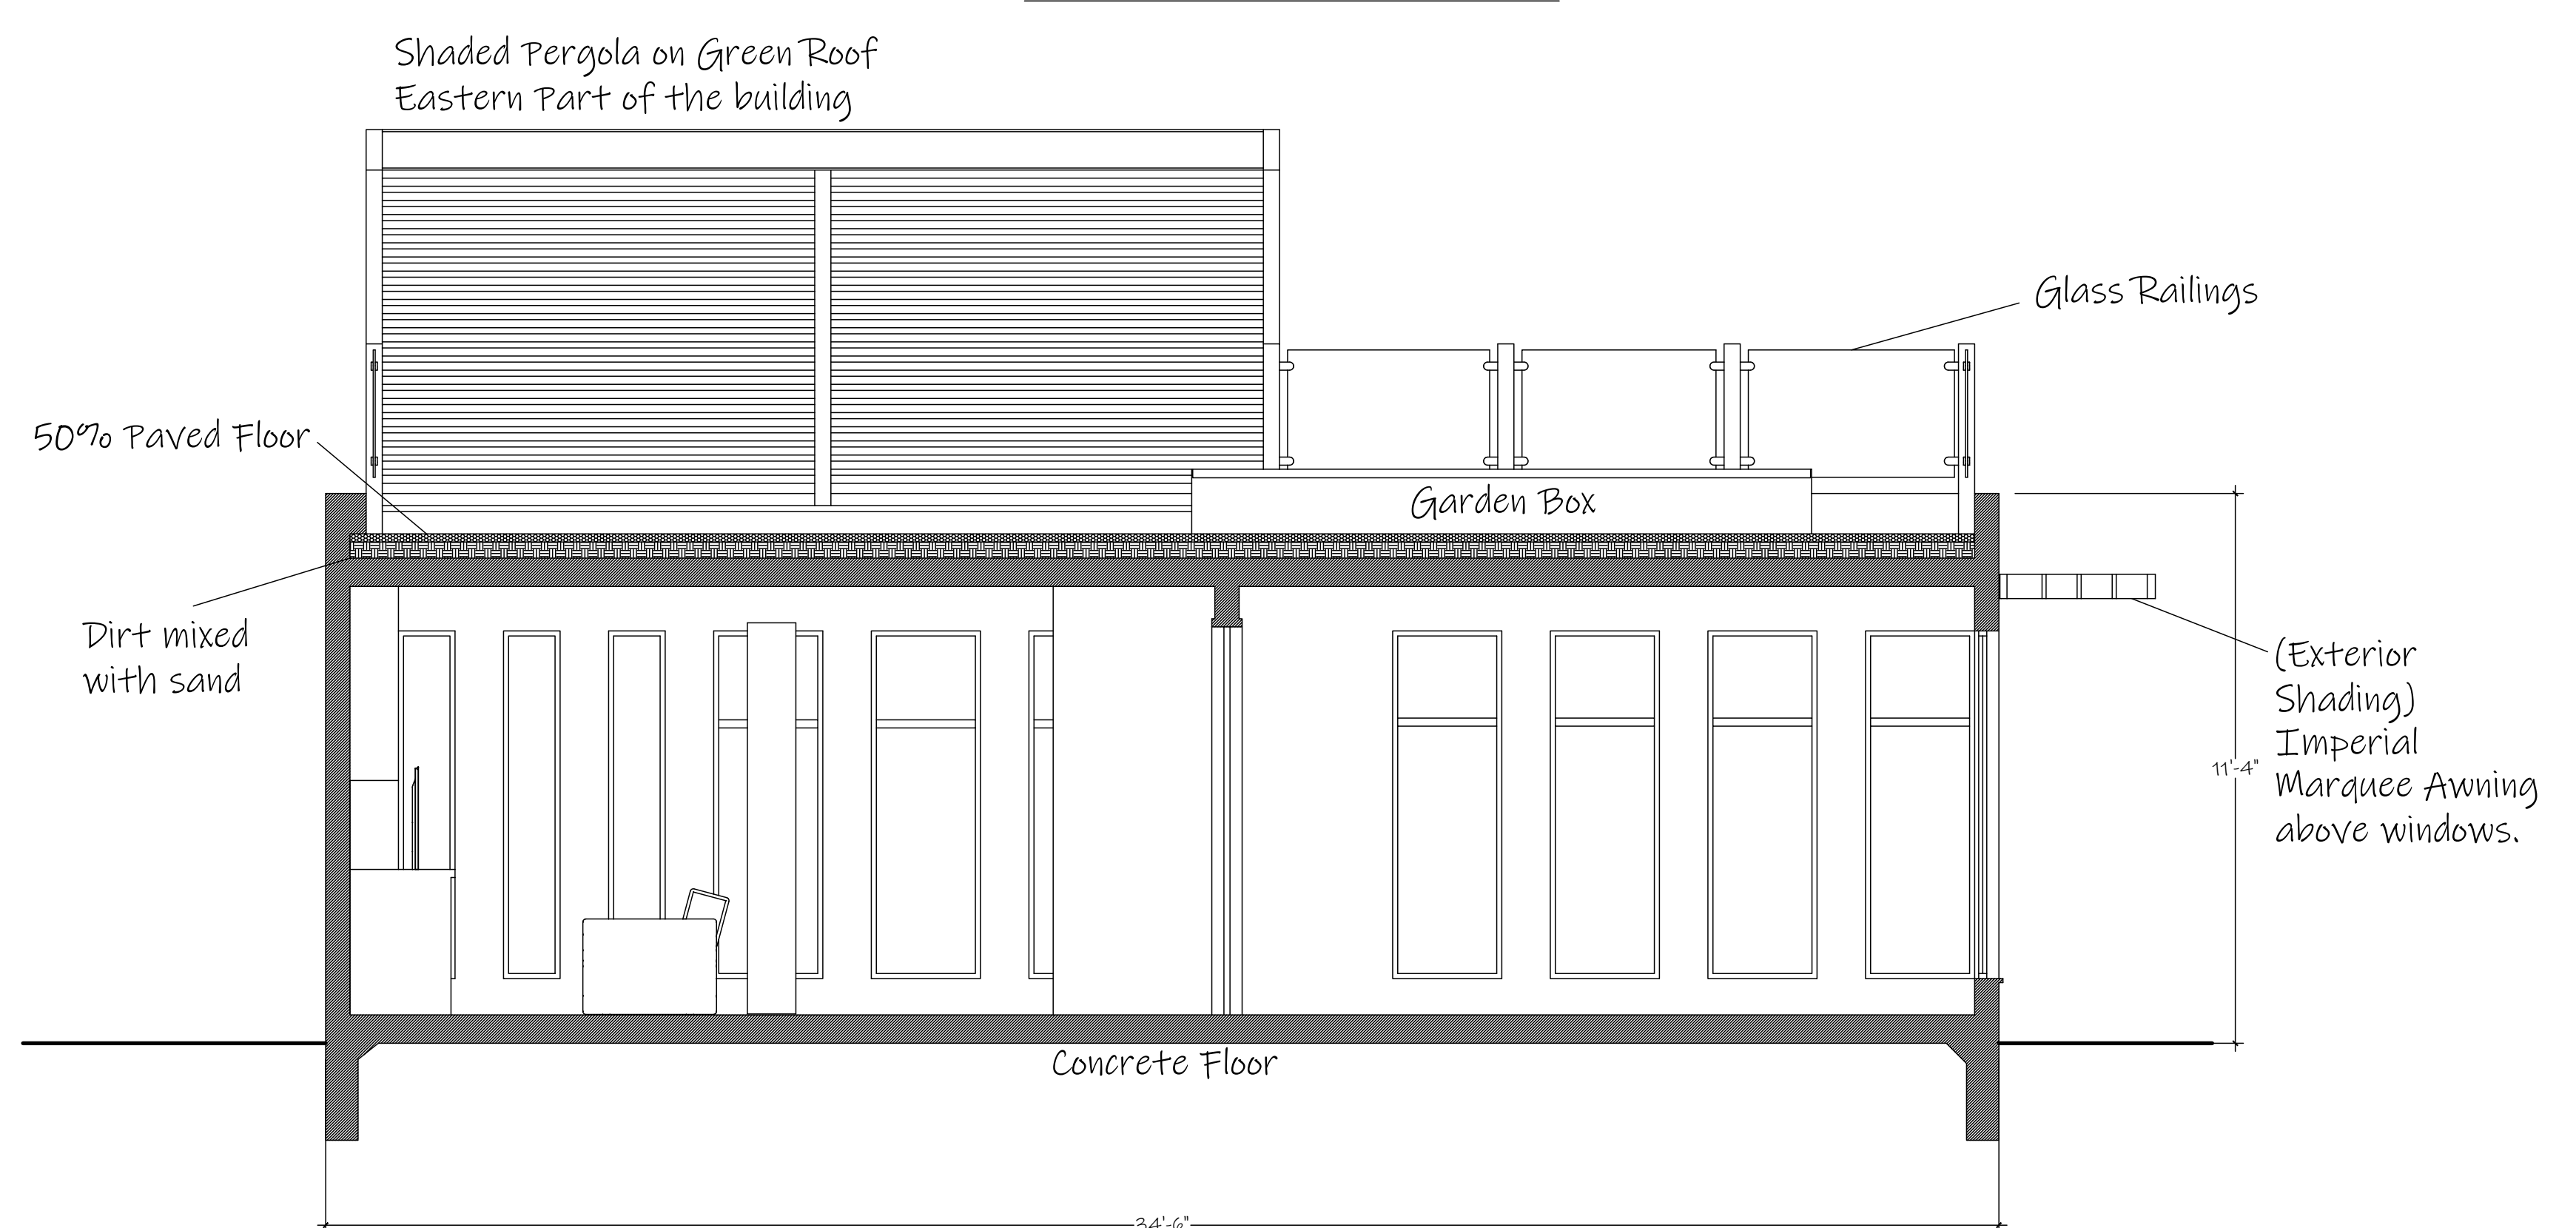 Shaded Pergola on Green Roof
Eastern Part of the building
Glass Railings
50% Paved Floor
Garden Box
Dirt mixed
with sand
(Exterior
Shading)
Imperial
Marquee Awning
above windows.
11'-4"
Concrete Floor
34'-6"